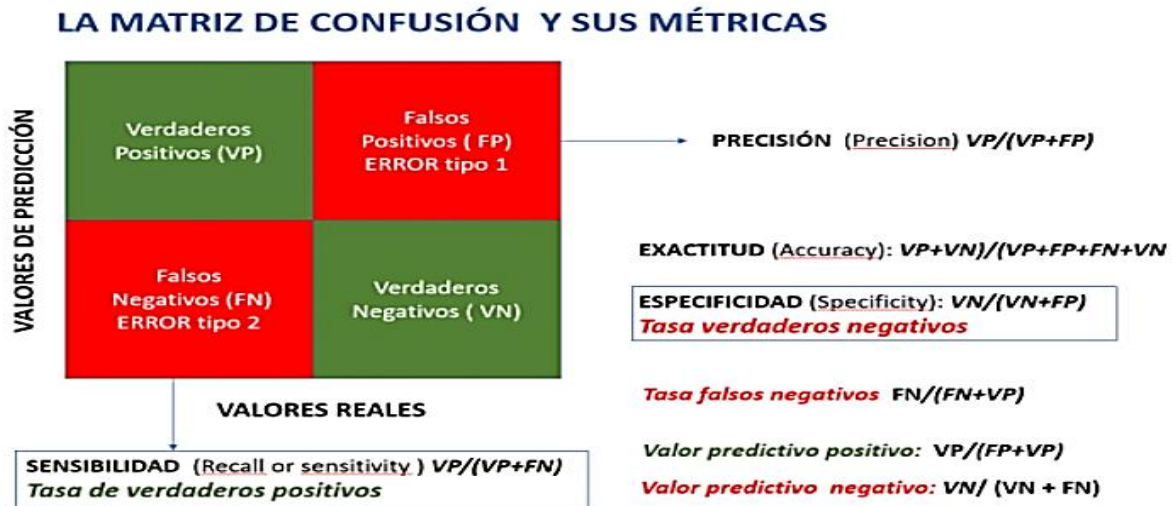 LA MATRIZ DE CONFUSIÓN Y SUS MÉTRICAS
VALORES DE PREDICCIÓN
Verdaderos
Positivos (VP)
Falsos
Positivos ( FP)
ERROR tipo 1
Falsos
Negativos (FN)
ERROR tipo 2
Verdaderos
Negativos ( VN)
VALORES REALES
SENSIBILIDAD (Recall or sensitivity ) VP/(VP+FN)
Tasa de verdaderos positivos
PRECISIÓN (Precision) VP/(VP+FP)
EXACTITUD (Accuracy): VP+VN)/(VP+FP+FN+VN
ESPECIFICIDAD (Specificity): VN/(VN+FP)
Tasa verdaderos negativos
Tasa falsos negativos FN/(FN+VP)
Valor predictivo positivo: VP/(FP+VP)
Valor predictivo negativo: VN/ (VN + FN)